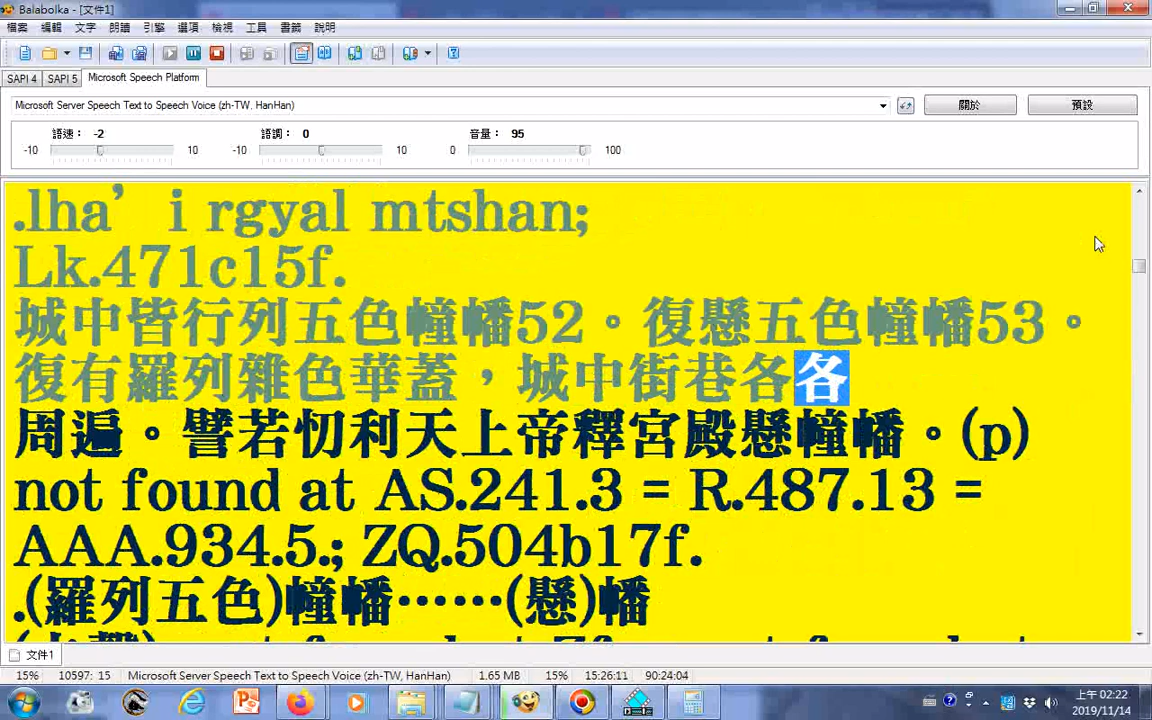 Balabolka - [文件1]
檔案 編輯 文字 朗讀 引擎 選項 檢視 工具 書籤 說明
SAPI 4 SAPI 5 Microsoft Speech Platform
Microsoft Server Speech Text to Speech Voice (zh-TW, HanHan)
關於 預設
語速： -2 語調： 0 音量： 95
-10 10 -10 10 0 100
.lha’i rgyal mtshan;
Lk.471c15f.
城中皆行列五色幢幡52。復懸五色幢幡53。
復有羅列雜色華蓋，城中街巷各各
周遍。譬若忉利天上帝釋宮殿懸幢幡。(p)
not found at AS.241.3 = R.487.13 =
AAA.934.5.; ZQ.504b17f.
.(羅列五色)幢幡……(懸)幡
文件1
15% 10597: 15 Microsoft Server Speech Text to Speech Voice (zh-TW, HanHan) 1.65 MB 15% 15:26:11 90:24:04
上午 02:22
2019/11/14